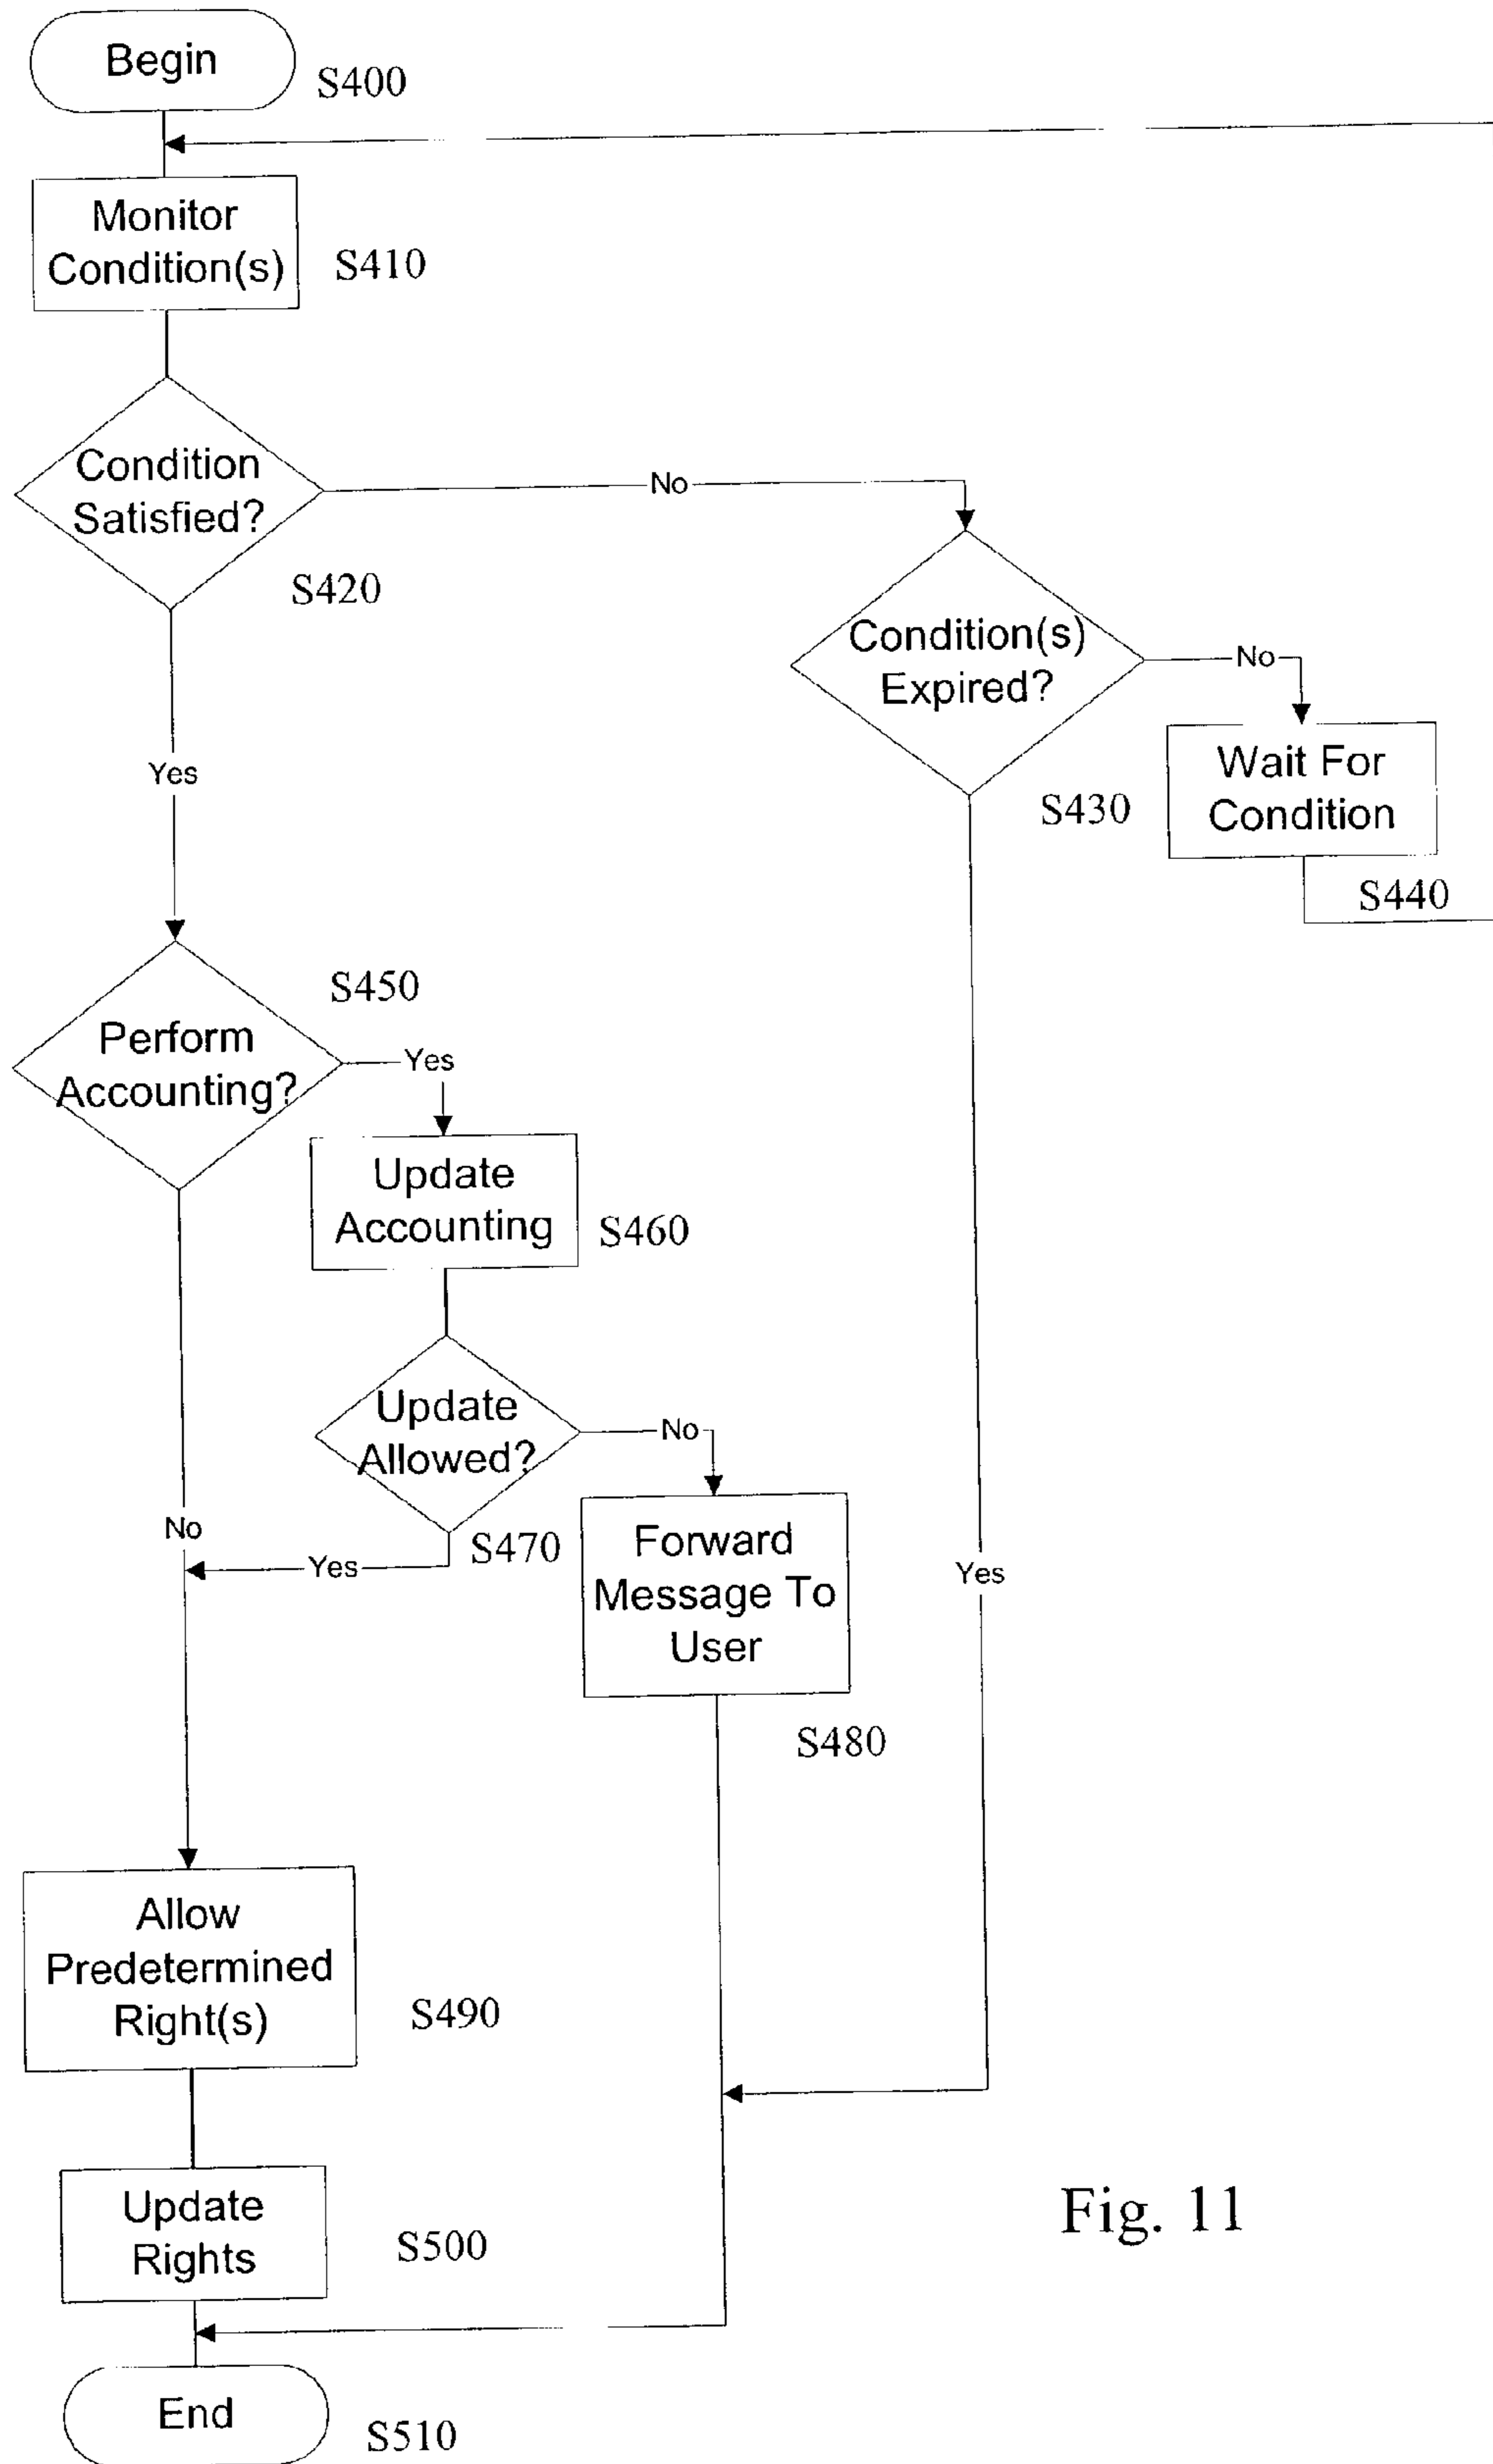 Begin
S400
Monitor
Condition(s)
S410
Condition
Satisfied?
S420
No
Condition(s)
Expired?
S430
No
Wait For
Condition
S440
Yes
Perform
Accounting?
S450
Yes
Update
Accounting
S460
Update
Allowed?
S470
No
Forward
Message To
User
S480
Yes
No
Yes
Allow
Predetermined
Right(s)
S490
Update
Rights
S500
End
S510
Fig. 11